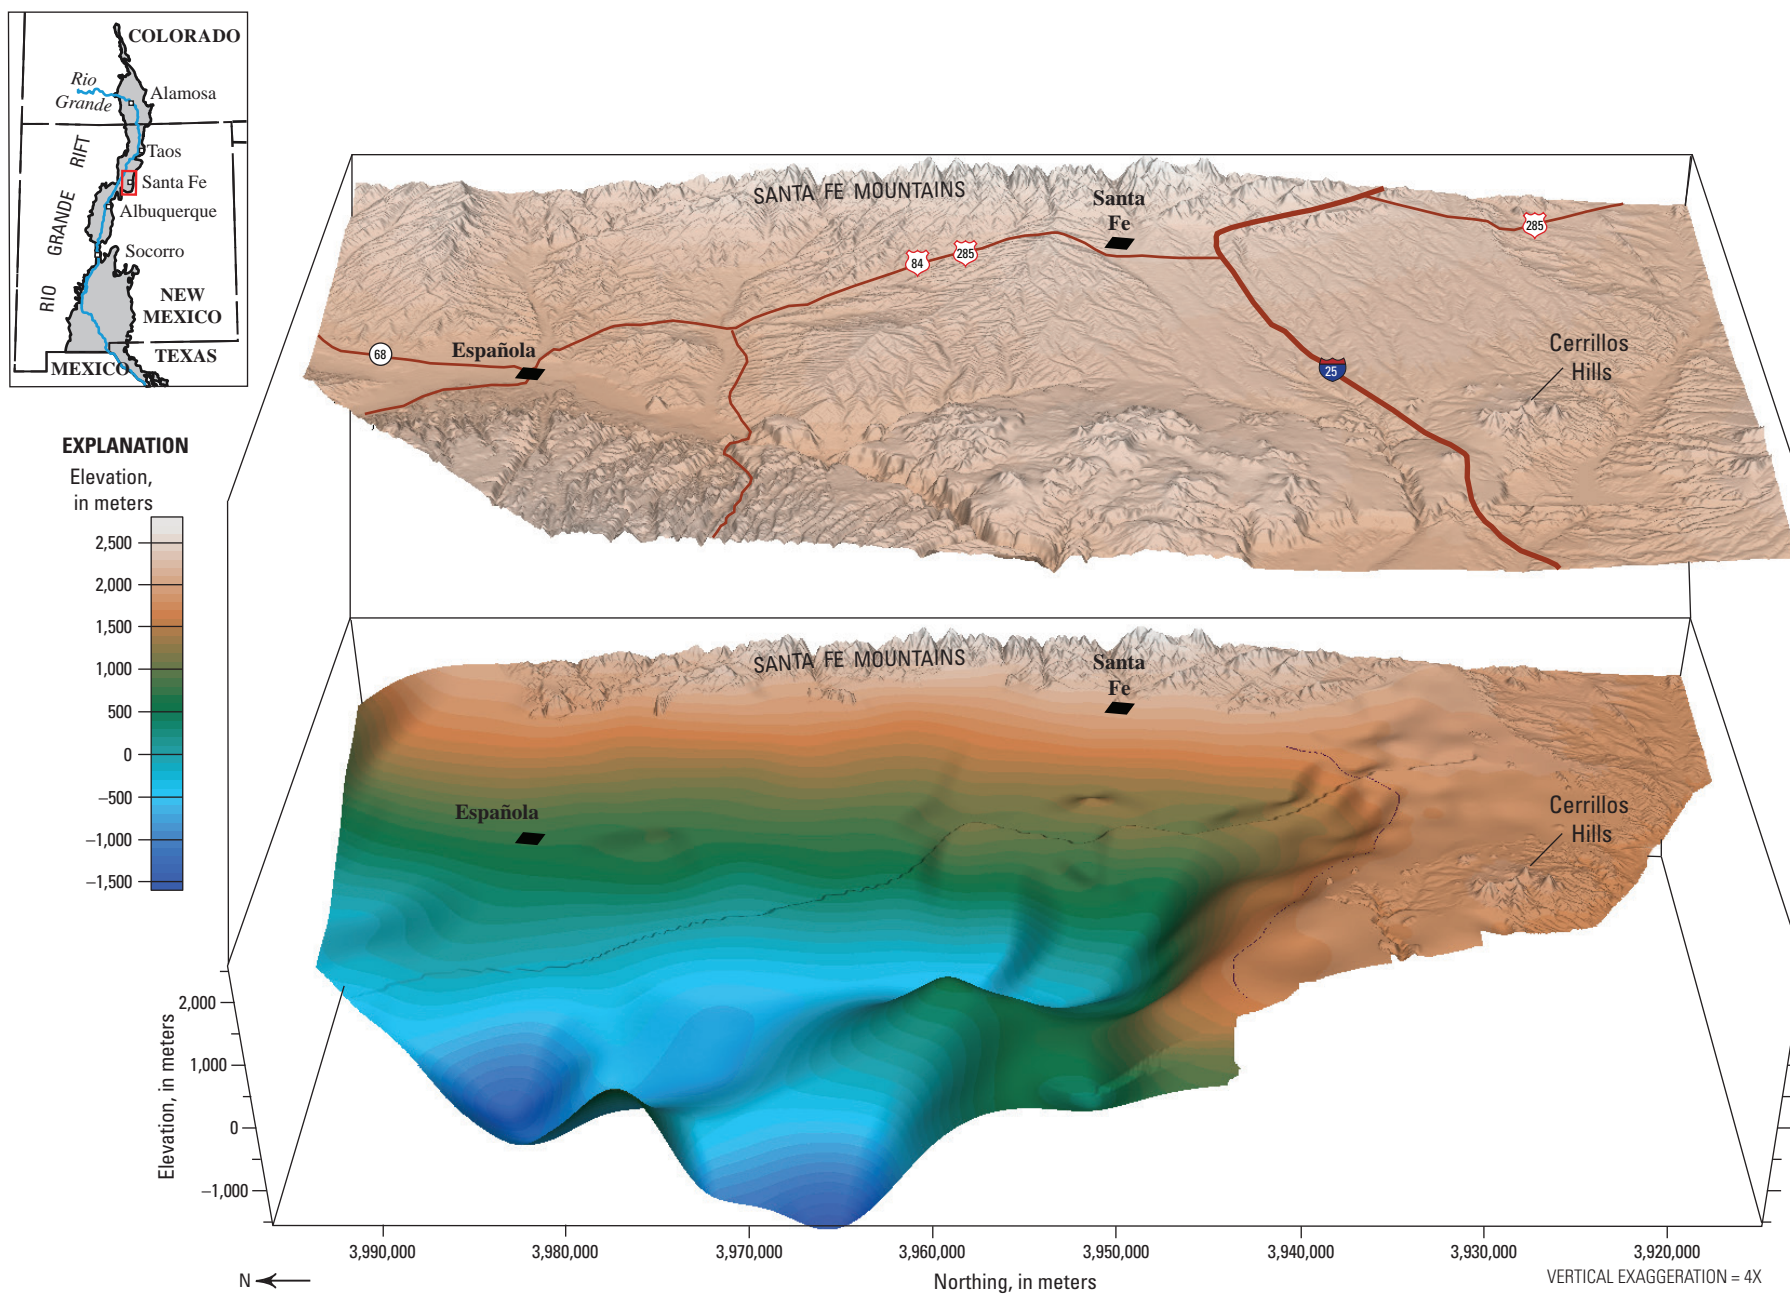 COLORADO
Rio
Grande
Alamosa
RIFT
Taos
Santa Fe
GRANDE
Albuquerque
Socorro
RIO
NEW
MEXICO
TEXAS
MEXICO
EXPLANATION
Elevation,
in meters
2,500
2,000
1,500
1,000
500
0
–500
–1,000
–1,500
SANTA FE MOUNTAINS
Santa
Fe
285
84
285
68
Española
25
Cerrillos
Hills
SANTA FE MOUNTAINS
Santa
Fe
Española
Cerrillos
Hills
Elevation, in meters
2,000
1,000
0
–1,000
3,990,000
3,980,000
3,970,000
3,960,000
3,950,000
3,940,000
3,930,000
3,920,000
N
Northing, in meters
VERTICAL EXAGGERATION = 4X